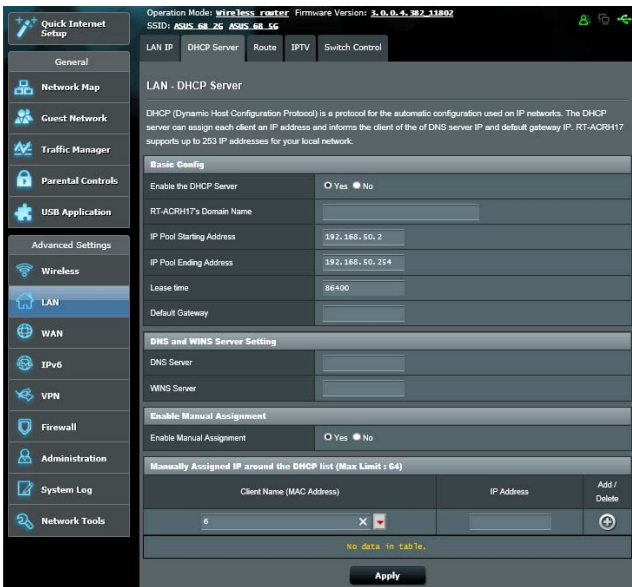 Quick Internet Setup
Operation Mode: Wireless router Firmware Version: 3.0.0.4.382_11802
SSID: ASUS_68_2G ASUS_68_5G
LAN IP DHCP Server Route IPTV Switch Control
General
Network Map
Guest Network
Traffic Manager
Parental Controls
USB Application
Advanced Settings
Wireless
LAN
WAN
IPv6
VPN
Firewall
Administration
System Log
Network Tools
LAN - DHCP Server
DHCP (Dynamic Host Configuration Protocol) is a protocol for the automatic configuration used on IP networks. The DHCP
server can assign each client an IP address and informs the client of the of DNS server IP and default gateway IP. RT-ACRH17
supports up to 253 IP addresses for your local network.
Basic Config
Enable the DHCP Server Yes No
RT-ACRH17's Domain Name
IP Pool Starting Address 192.168.50.2
IP Pool Ending Address 192.168.50.254
Lease time 86400
Default Gateway
DNS and WINS Server Setting
DNS Server
WINS Server
Enable Manual Assignment
Enable Manual Assignment Yes No
Manually Assigned IP around the DHCP list (Max Limit : 64)
Client Name (MAC Address) IP Address Add / Delete
6
No data in table.
Apply